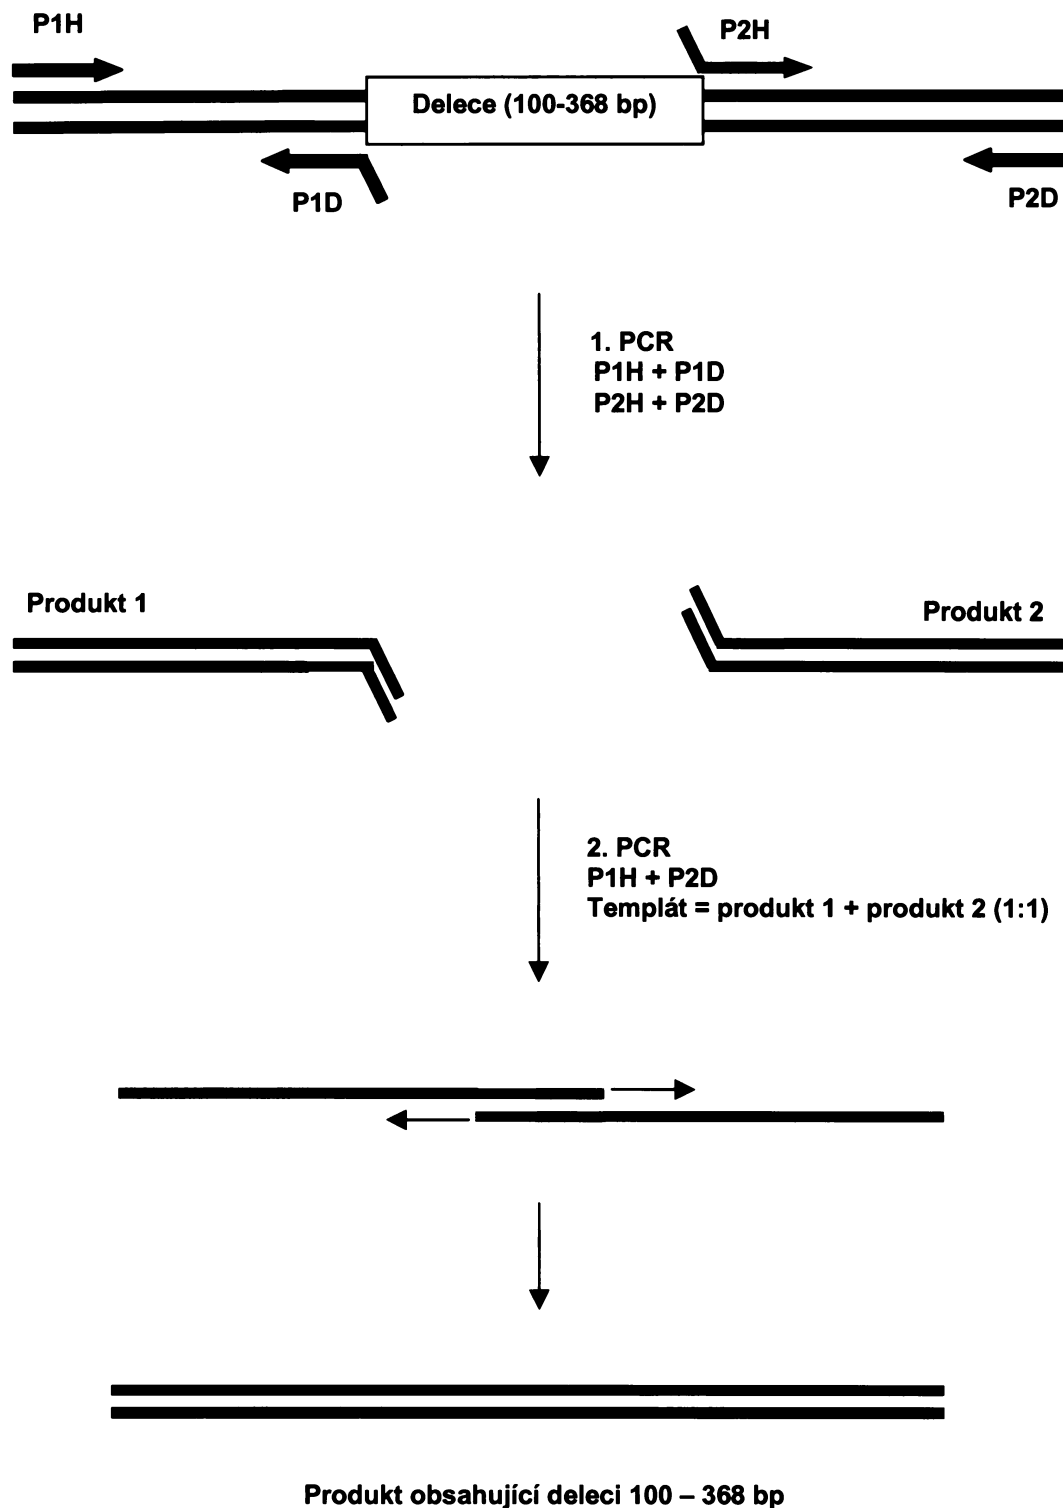 P1H
P2H
Delece (100-368 bp)
P1D
P2D
1. PCR
P1H + P1D
P2H + P2D
Produkt 1
Produkt 2
2. PCR
P1H + P2D
Templát = produkt 1 + produkt 2 (1:1)
Produkt obsahující deleci 100 – 368 bp